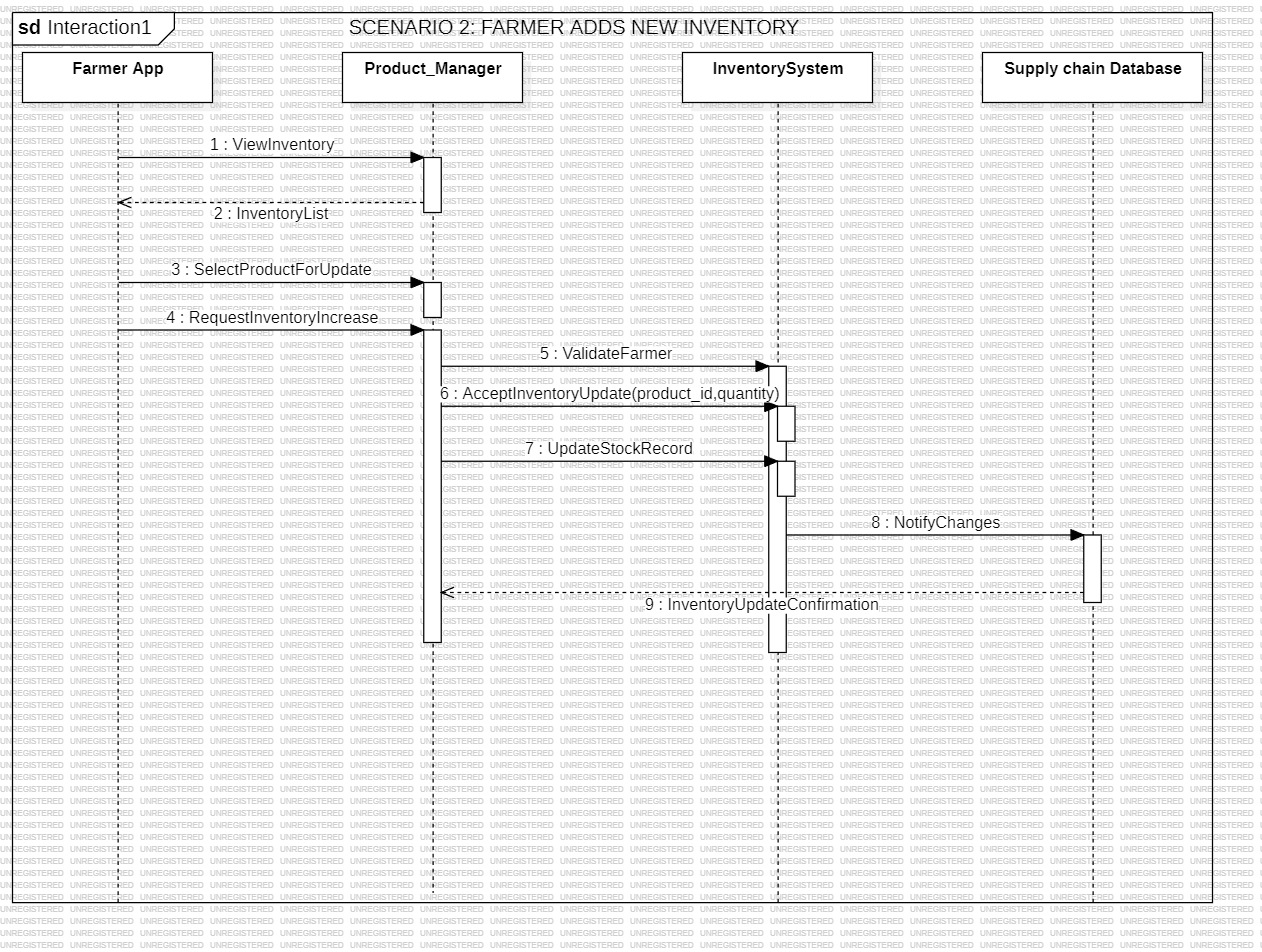 sd Interaction1
SCENARIO 2: FARMER ADDS NEW INVENTORY
Farmer App
Product_Manager
InventorySystem
Supply chain Database
1 : ViewInventory
2 : InventoryList
3 : SelectProductForUpdate
4 : RequestInventoryIncrease
5 : ValidateFarmer
6 : AcceptInventoryUpdate(product_id,quantity)
7 : UpdateStockRecord
8 : NotifyChanges
9 : InventoryUpdateConfirmation
UNREGISTERED